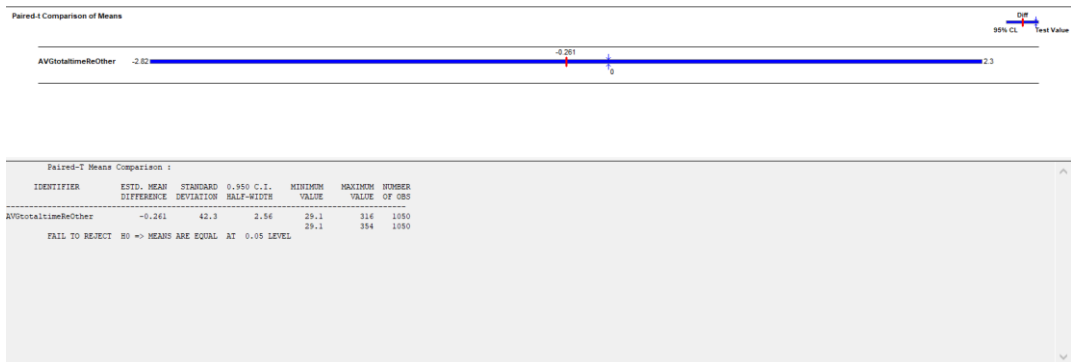 Paired-t Comparison of Means
Diff
95% CL Test Value
-0.261
AVGtotaltimeReOther -2.82 2.3
0
Paired-T Means Comparison :
IDENTIFIER ESTD. MEAN STANDARD 0.950 C.I. MINIMUM MAXIMUM NUMBER
DIFFERENCE DEVIATION HALF-WIDTH VALUE VALUE OF OBS
AVGtotaltimeReOther -0.261 42.3 2.56 29.1 316 1050
29.1 354 1050
FAIL TO REJECT H0 => MEANS ARE EQUAL AT 0.05 LEVEL